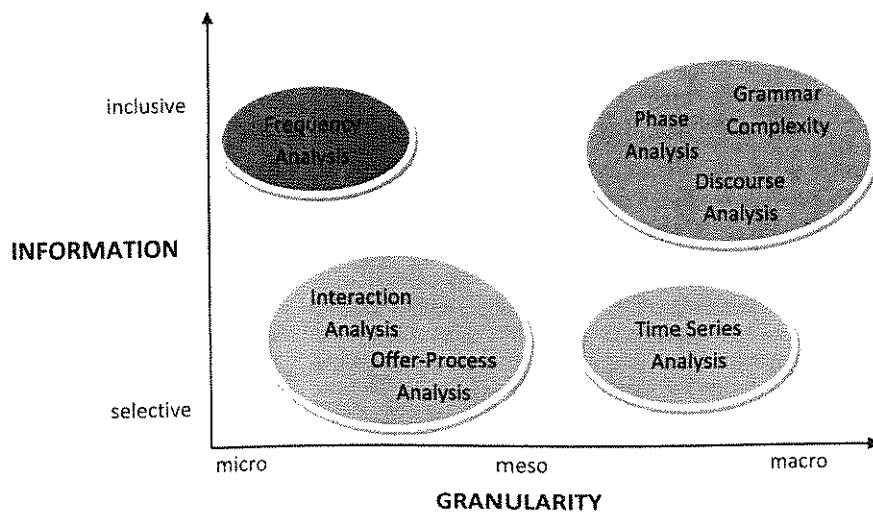 inclusive
Frequency
Analysis
Grammar
Complexity
Phase
Analysis
Discourse
Analysis
INFORMATION
Interaction
Analysis
Offer-Process
Analysis
Time Series
Analysis
selective
micro
meso
macro
GRANULARITY